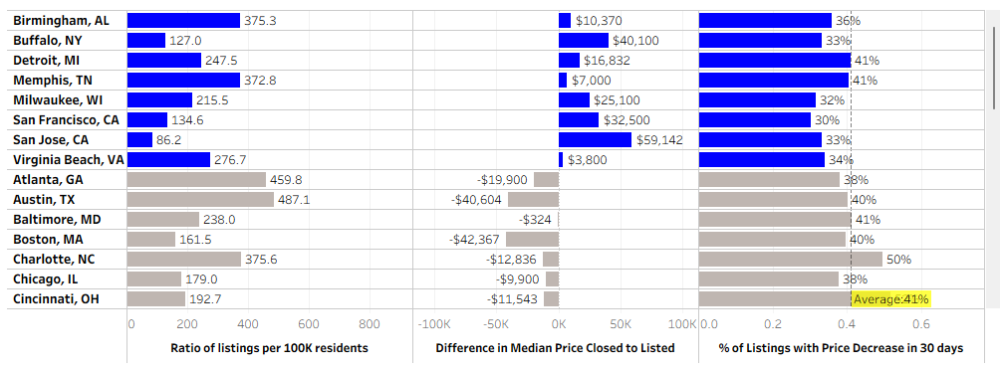 Birmingham, AL 375.3 $10,370 36%
Buffalo, NY 127.0 $40,100 33%
Detroit, MI 247.5 $16,832 41%
Memphis, TN 372.8 $7,000 41%
Milwaukee, WI 215.5 $25,100 32%
San Francisco, CA 134.6 $32,500 30%
San Jose, CA 86.2 $59,142 33%
Virginia Beach, VA 276.7 $3,800 34%
Atlanta, GA 459.8 -$19,900 38%
Austin, TX 487.1 -$40,604 40%
Baltimore, MD 238.0 -$324 41%
Boston, MA 161.5 -$42,367 40%
Charlotte, NC 375.6 -$12,836 50%
Chicago, IL 179.0 -$9,900 38%
Cincinnati, OH 192.7 -$11,543 Average:41%
0 200 400 600 800 -100K -50K 0K 50K 100K 0.0 0.2 0.4 0.6
Ratio of listings per 100K residents Difference in Median Price Closed to Listed % of Listings with Price Decrease in 30 days